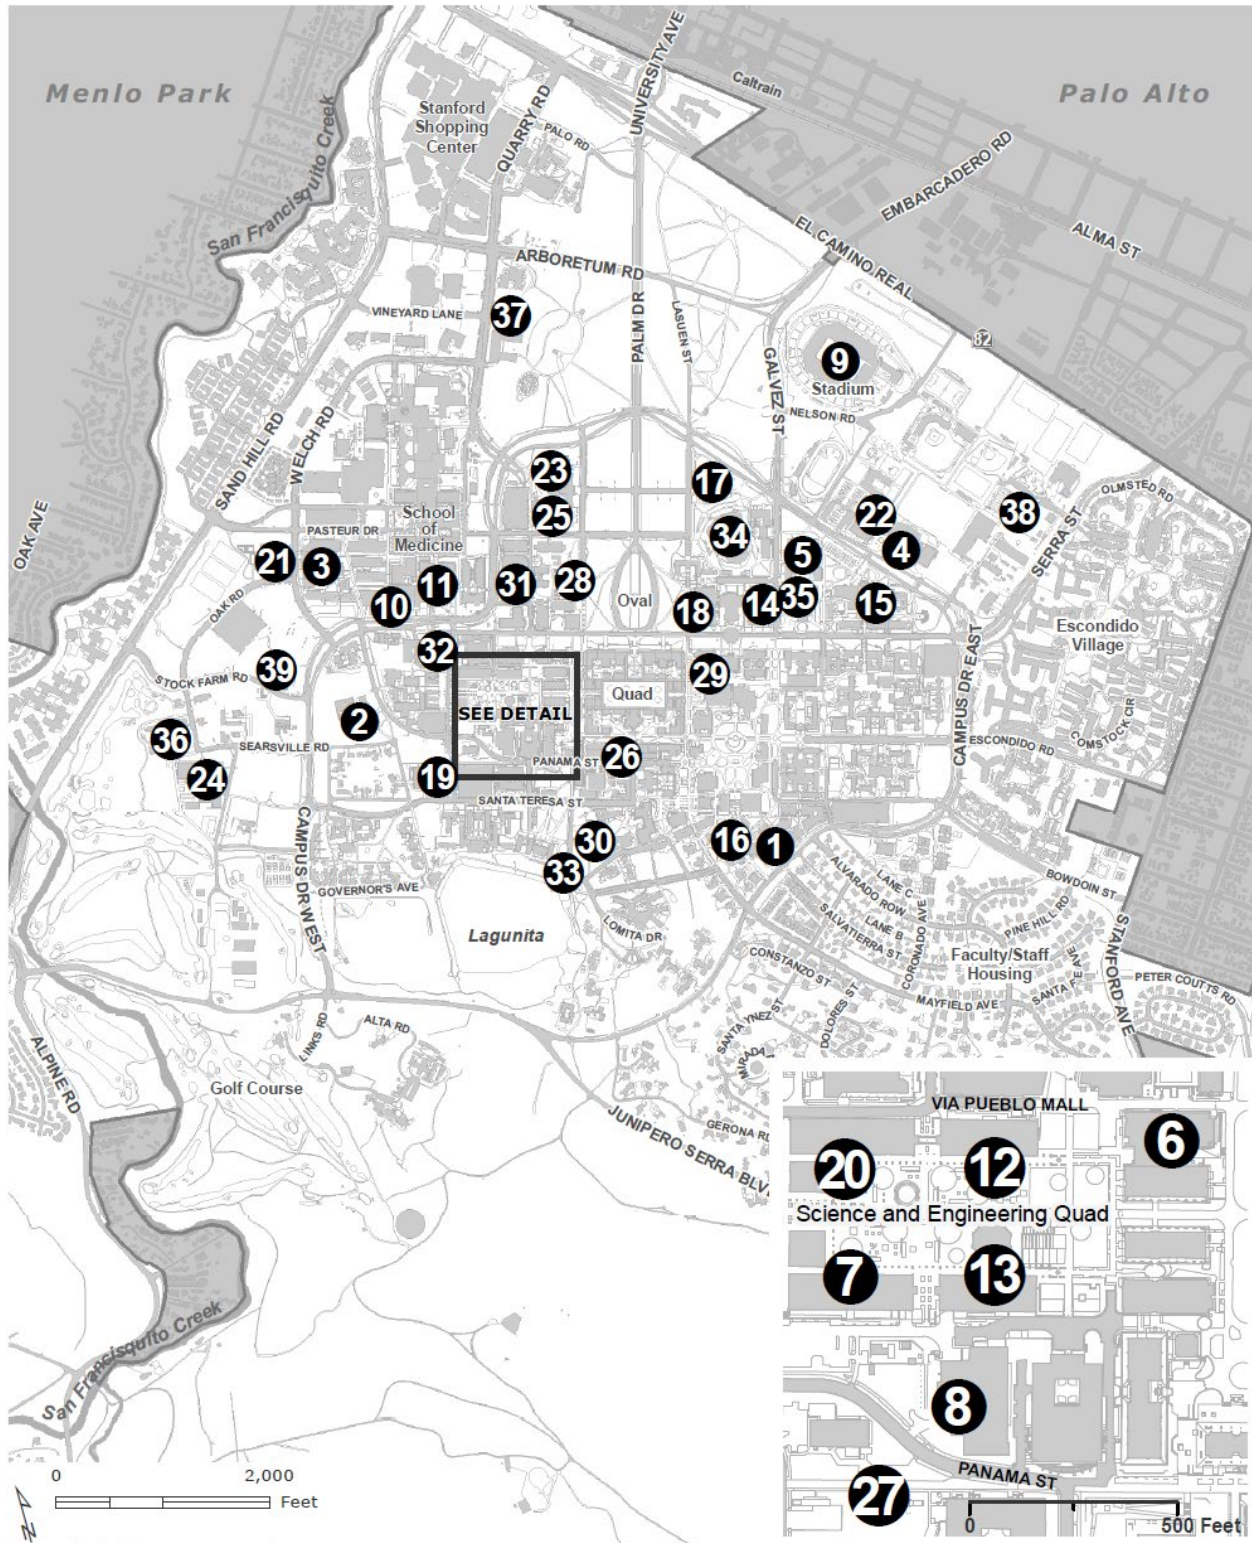 Menlo Park
Palo Alto
San Francisquito Creek
Stanford
Shopping
Center
QUARRY RD
PALO RD
UNIVERSITY AVE
Caltrain
EMBARCADERO RD
EL CAMINO REAL
ALMA ST
ARBORETUM RD
VINEYARD LANE
37
PALM DR
LASUEN ST
GALVEZ ST
9
Stadium
82
NELSON RD
SAND HILL RD
WELCH RD
OAK AVE
23
17
25
22
38
OLMSTED RD
School
of
Medicine
PASTEUR DR
34
4
SERRA ST
21
3
5
11
31
28
10
Oval
18
14
35
15
OAK RD
Escondido
Village
32
39
STOCK FARM RD
29
Quad
CAMPUS DR EAST
2
SEE DETAIL
36
SEARSVILLE RD
COMSTOCK CIR
ESCONDIDO RD
24
19
PANAMA ST
26
SANTA TERESA ST
CAMPUS DR WEST
30
16
1
33
GOVERNOR'S AVE
LANE C
ALVARADO ROW
LANE B
SALVATIERRA ST
CORONADO AVE
BOWDOIN ST
PINE HILL RD
STANFORD AVE
Lagunita
LOMITA DR
Faculty/Staff
Housing
CONSTANZO ST
SANTA FE AVE
PETER COUTTS RD
MAYFIELD AVE
DOLORES ST
SANTA YNEZ ST
MIRADA
LINKS RD
ALTA RD
ALPINE RD
Golf Course
GERONA RD
JUNIPERO SERRA BLV
San Francisquito Creek
VIA PUEBLO MALL
6
20
12
Science and Engineering Quad
7
13
8
PANAMA ST
27
0
500 Feet
0
2,000
Feet
N